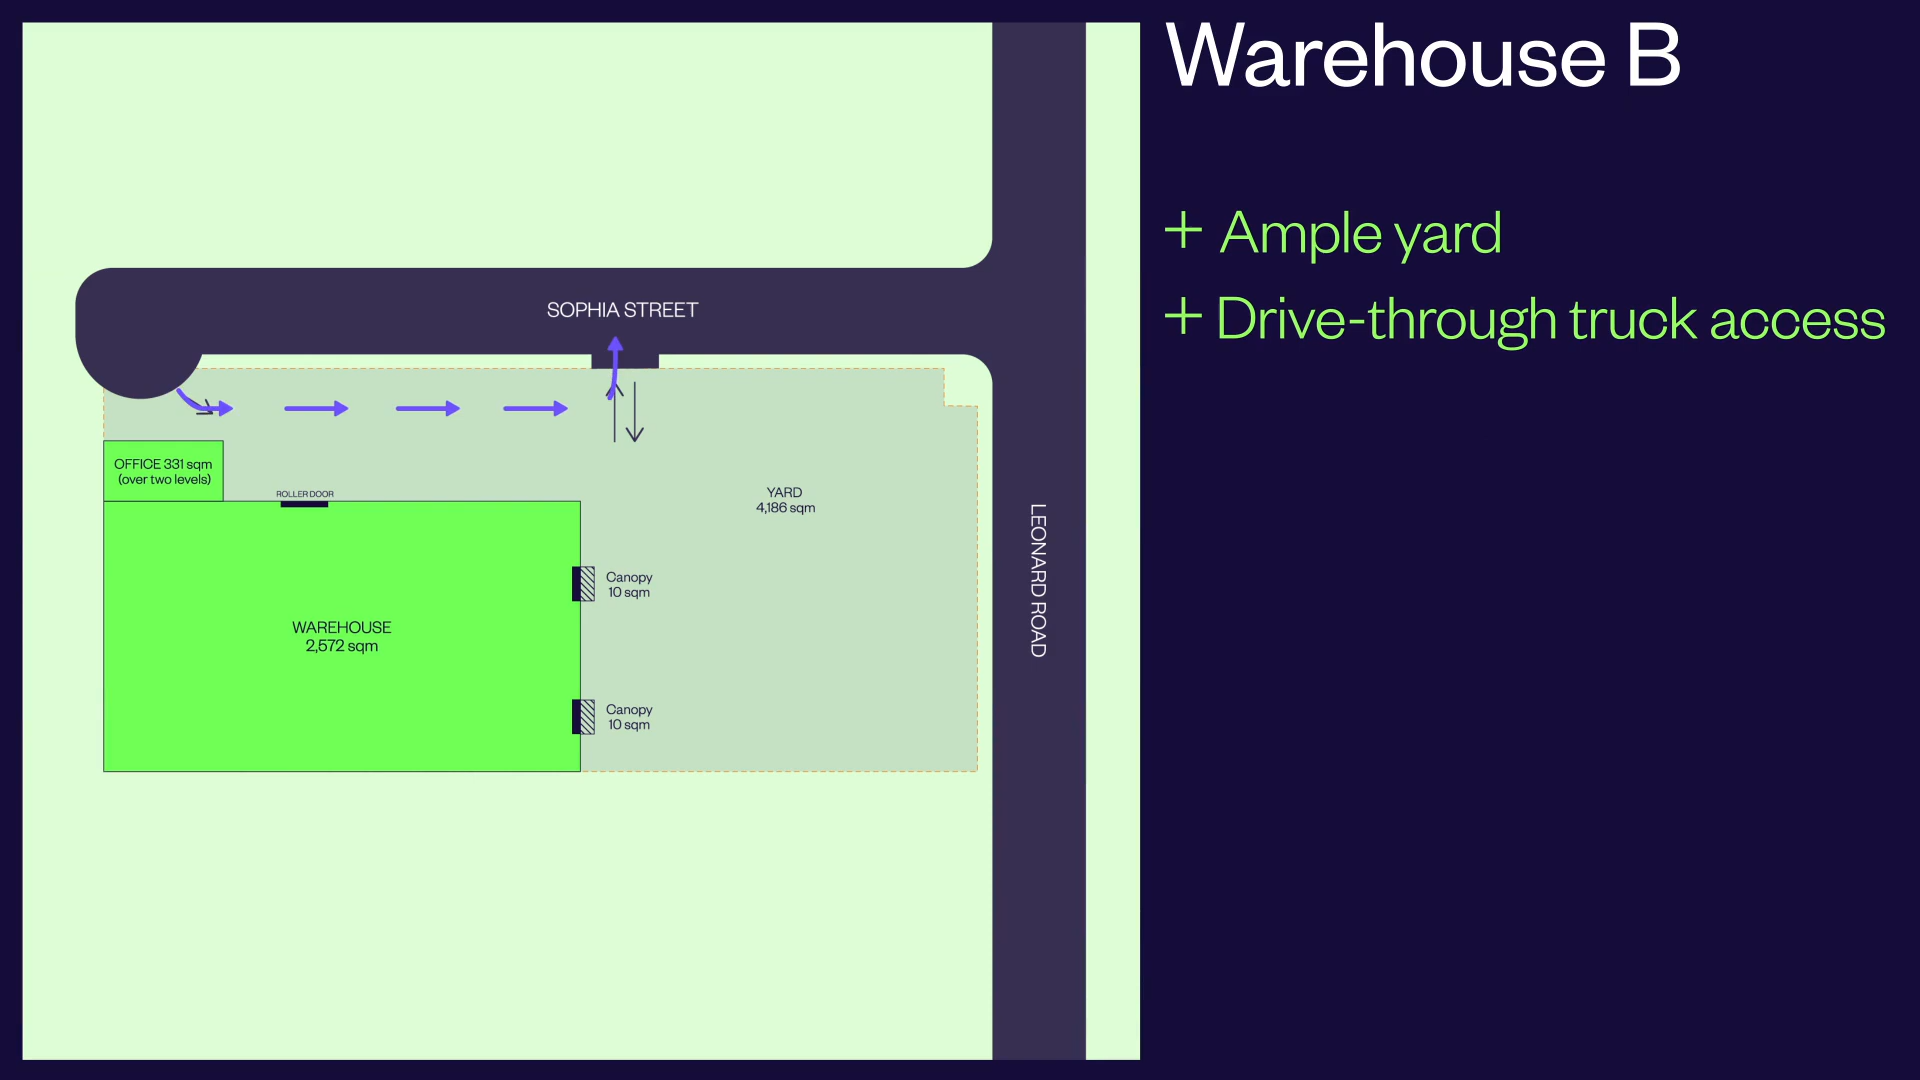 Warehouse B
+ Ample yard
+ Drive-through truck access
SOPHIA STREET
OFFICE 331 sqm
(over two levels)
ROLLER DOOR
YARD
4,186 sqm
LEONARD ROAD
Canopy
10 sqm
WAREHOUSE
2,572 sqm
Canopy
10 sqm